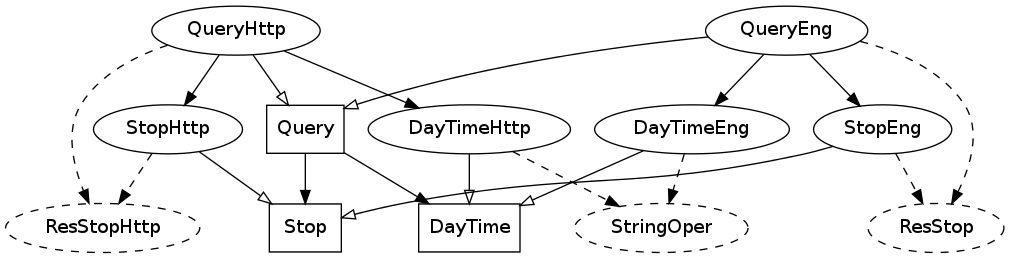 QueryHttp
QueryEng
StopHttp
Query
DayTimeHttp
DayTimeEng
StopEng
ResStopHttp
Stop
DayTime
StringOper
ResStop